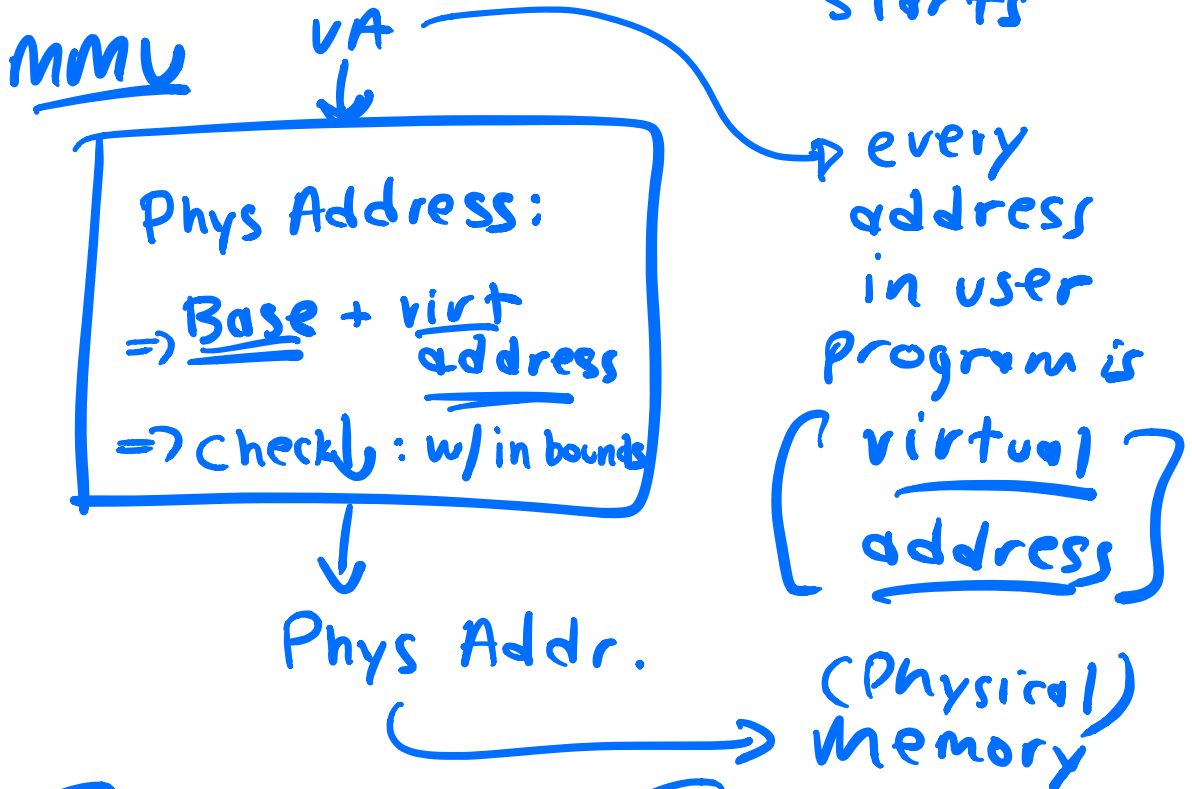 starts
MMU
VA
Phys Address:
=> Base + virt
address
=> check : w/in bounds
Phys Addr.
every
address
in user
program is
[ virtual
address ]
(Physical)
Memory